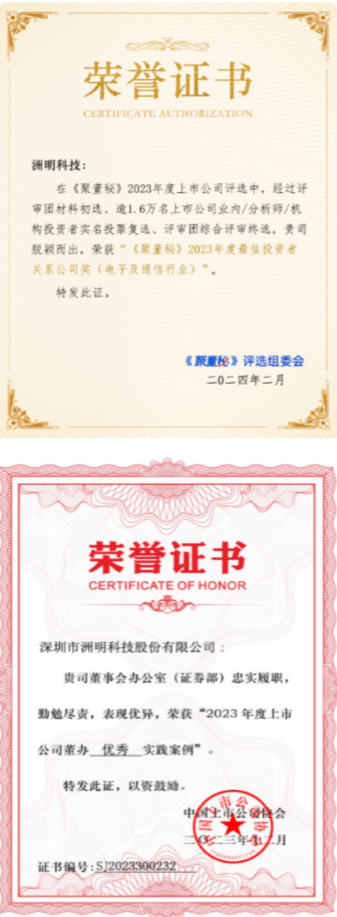 荣誉证书
CERTIFICATE AUTHORIZATION
洲明科技：
在《聚董秘》2023年度上市公司评选中，经过评
审团材料初选、逾1.6万名上市公司业内/分析师/机
构投资者实名投票复选、评审团综合评审终选，贵司
脱颖而出，荣获“《聚董秘》2023年度最佳投资者
关系公司奖（电子及通信行业）”。
特发此证。
《聚董秘》评选组委会
二〇二四年二月
荣誉证书
CERTIFICATE OF HONOR
深圳市洲明科技股份有限公司：
贵司董事会办公室（证券部）忠实履职，
勤勉尽责，表现优异，荣获“2023 年度上市
公司董办 优秀 实践案例”。
特发此证，以资鼓励。
中国上市公司协会
二〇二三年十二月
证书编号：SJ2023300232